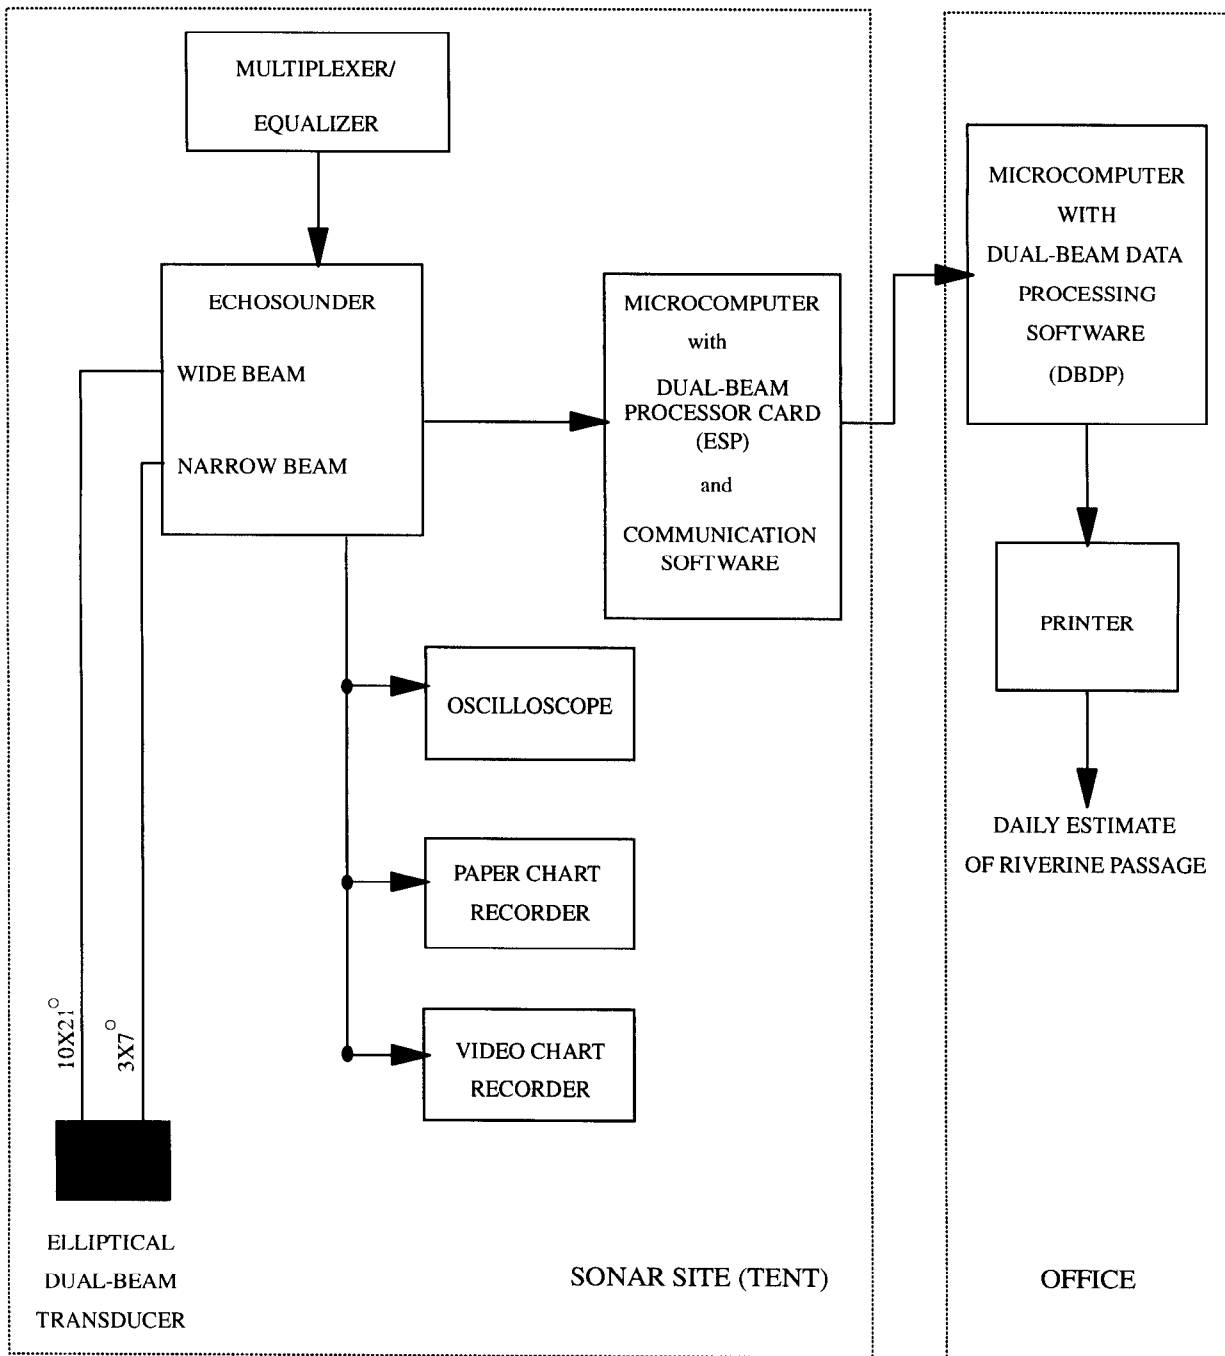 MULTIPLEXER/
EQUALIZER
ECHOSOUNDER
WIDE BEAM
NARROW BEAM
MICROCOMPUTER
with
DUAL-BEAM
PROCESSOR CARD
(ESP)
and
COMMUNICATION
SOFTWARE
OSCILLOSCOPE
PAPER CHART
RECORDER
VIDEO CHART
RECORDER
10X21°
3X7°
ELLIPTICAL
DUAL-BEAM
TRANSDUCER
SONAR SITE (TENT)
MICROCOMPUTER
WITH
DUAL-BEAM DATA
PROCESSING
SOFTWARE
(DBDP)
PRINTER
DAILY ESTIMATE
OF RIVERINE PASSAGE
OFFICE